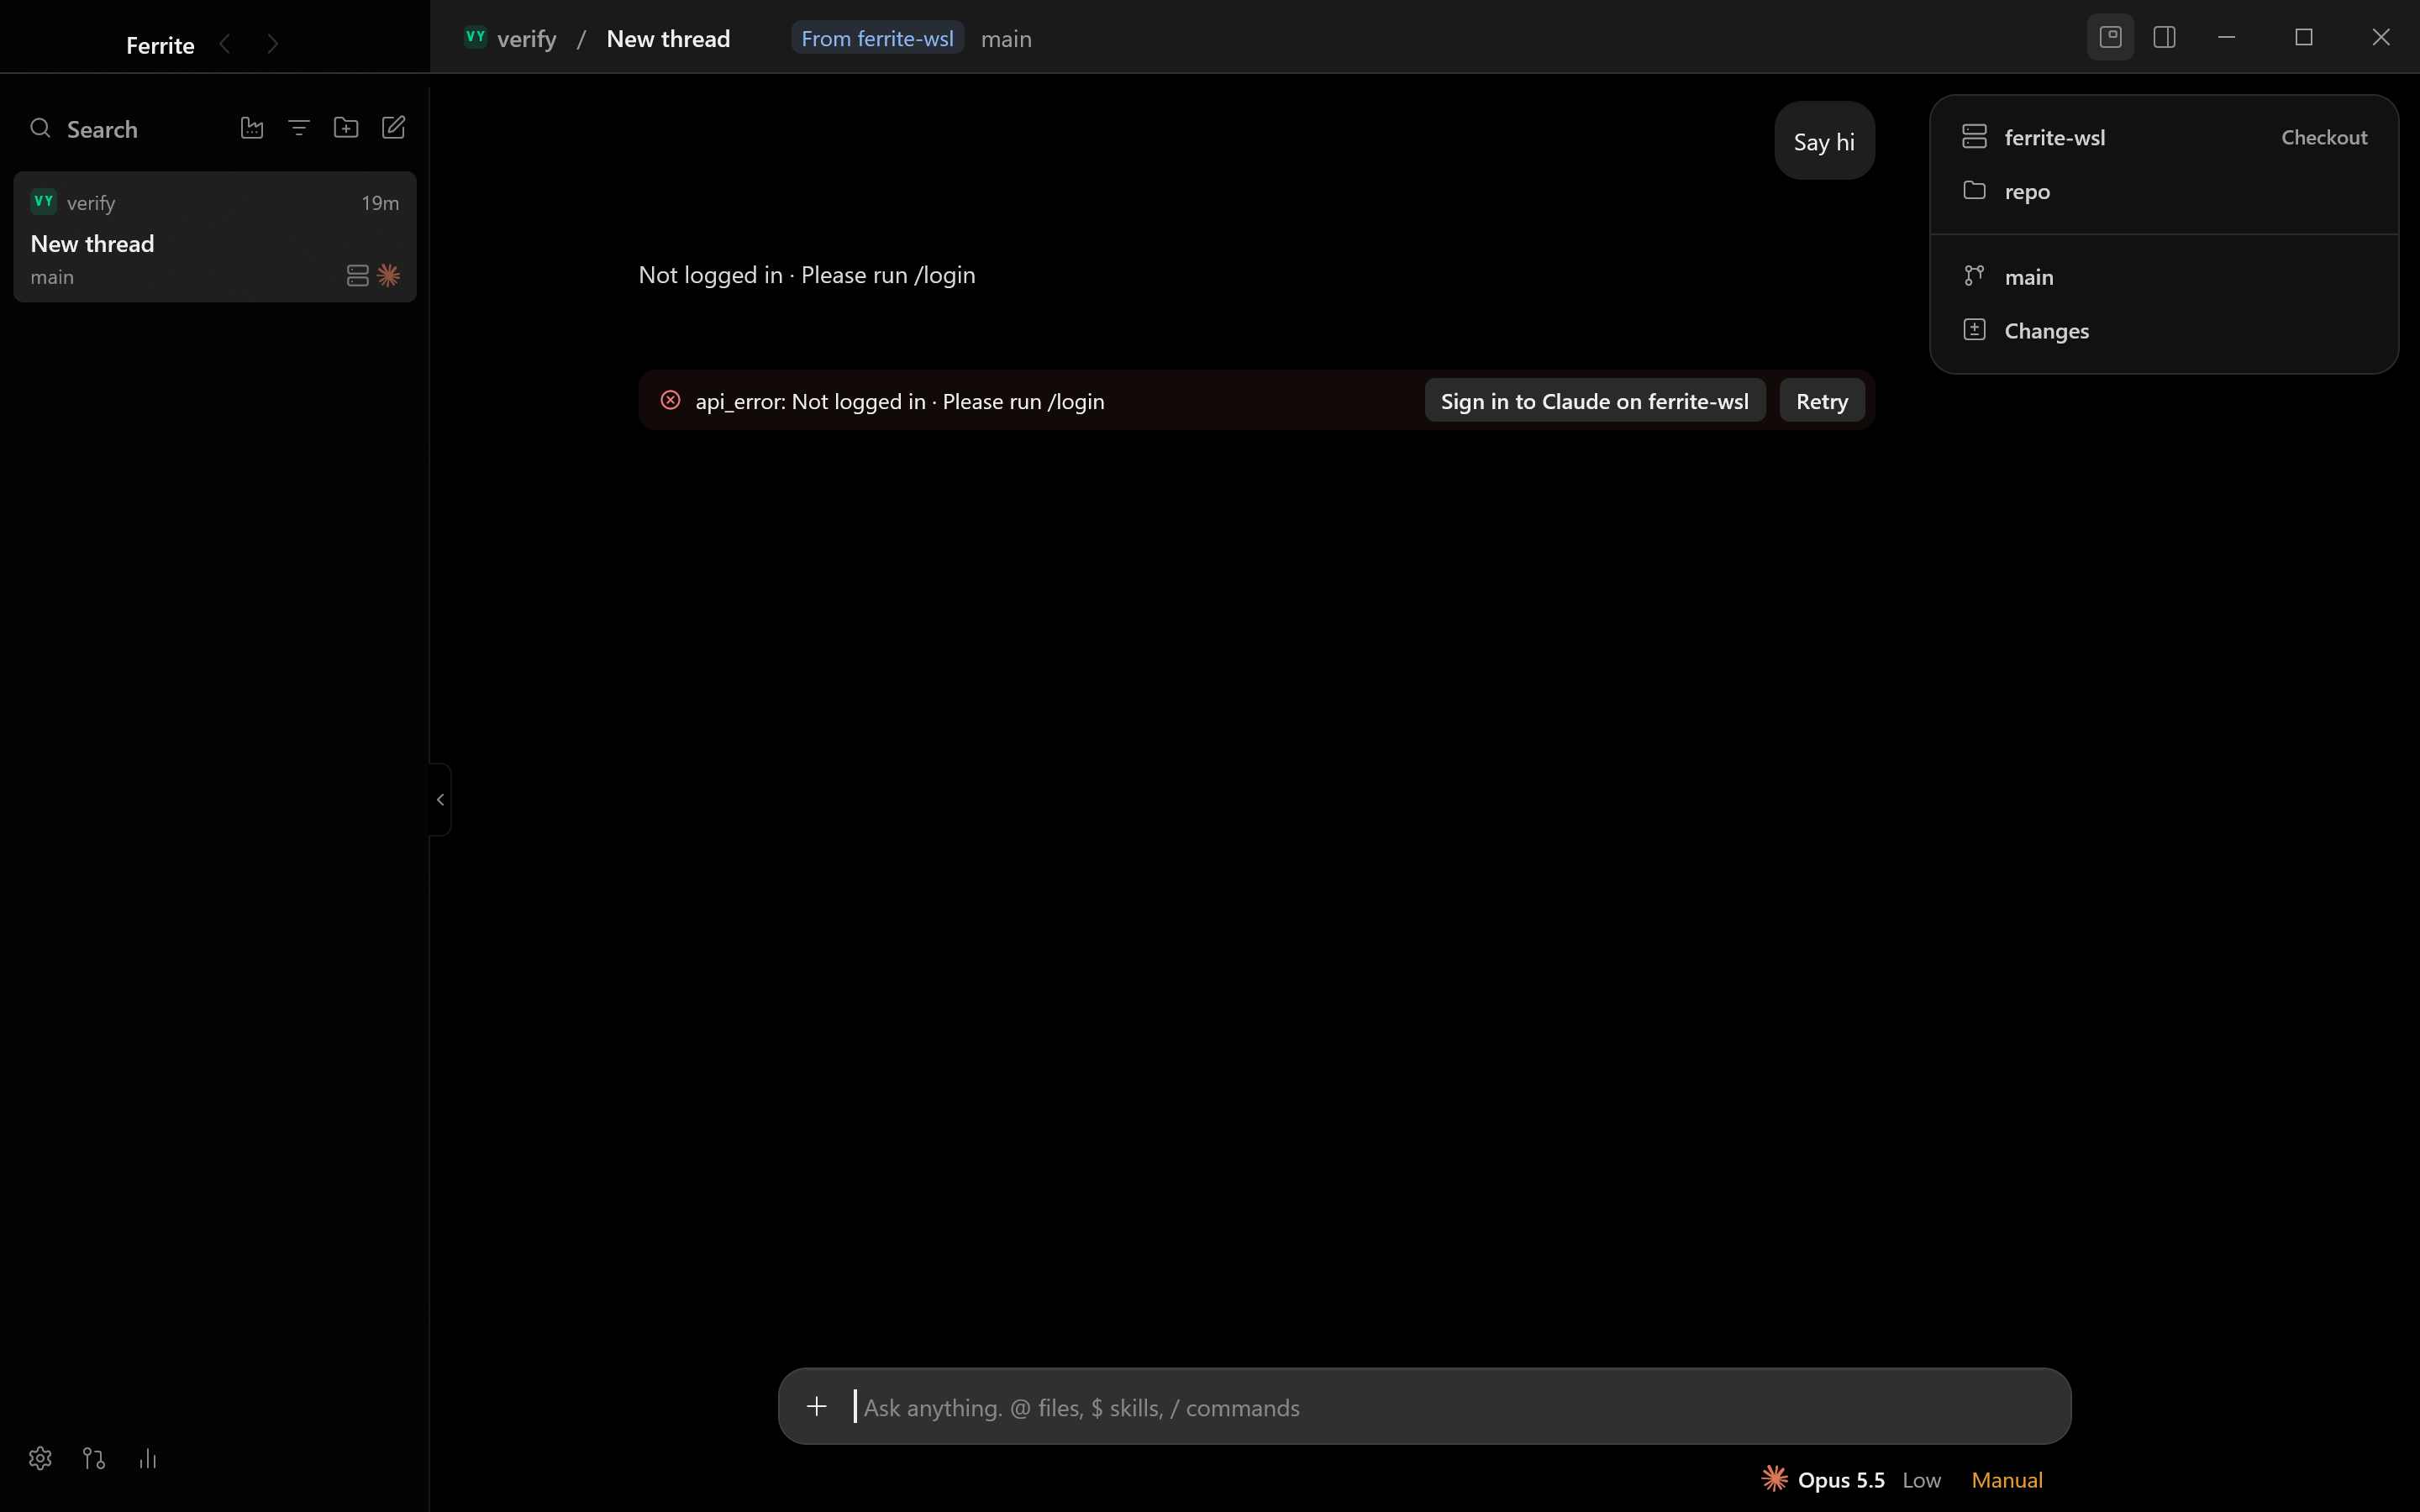 Ferrite
VY verify / New thread From ferrite-wsl main
Search
VY verify 19m
New thread
main
Say hi
Not logged in · Please run /login
api_error: Not logged in · Please run /login Sign in to Claude on ferrite-wsl Retry
ferrite-wsl Checkout
repo
main
Changes
Ask anything. @ files, $ skills, / commands
Opus 5.5 Low Manual